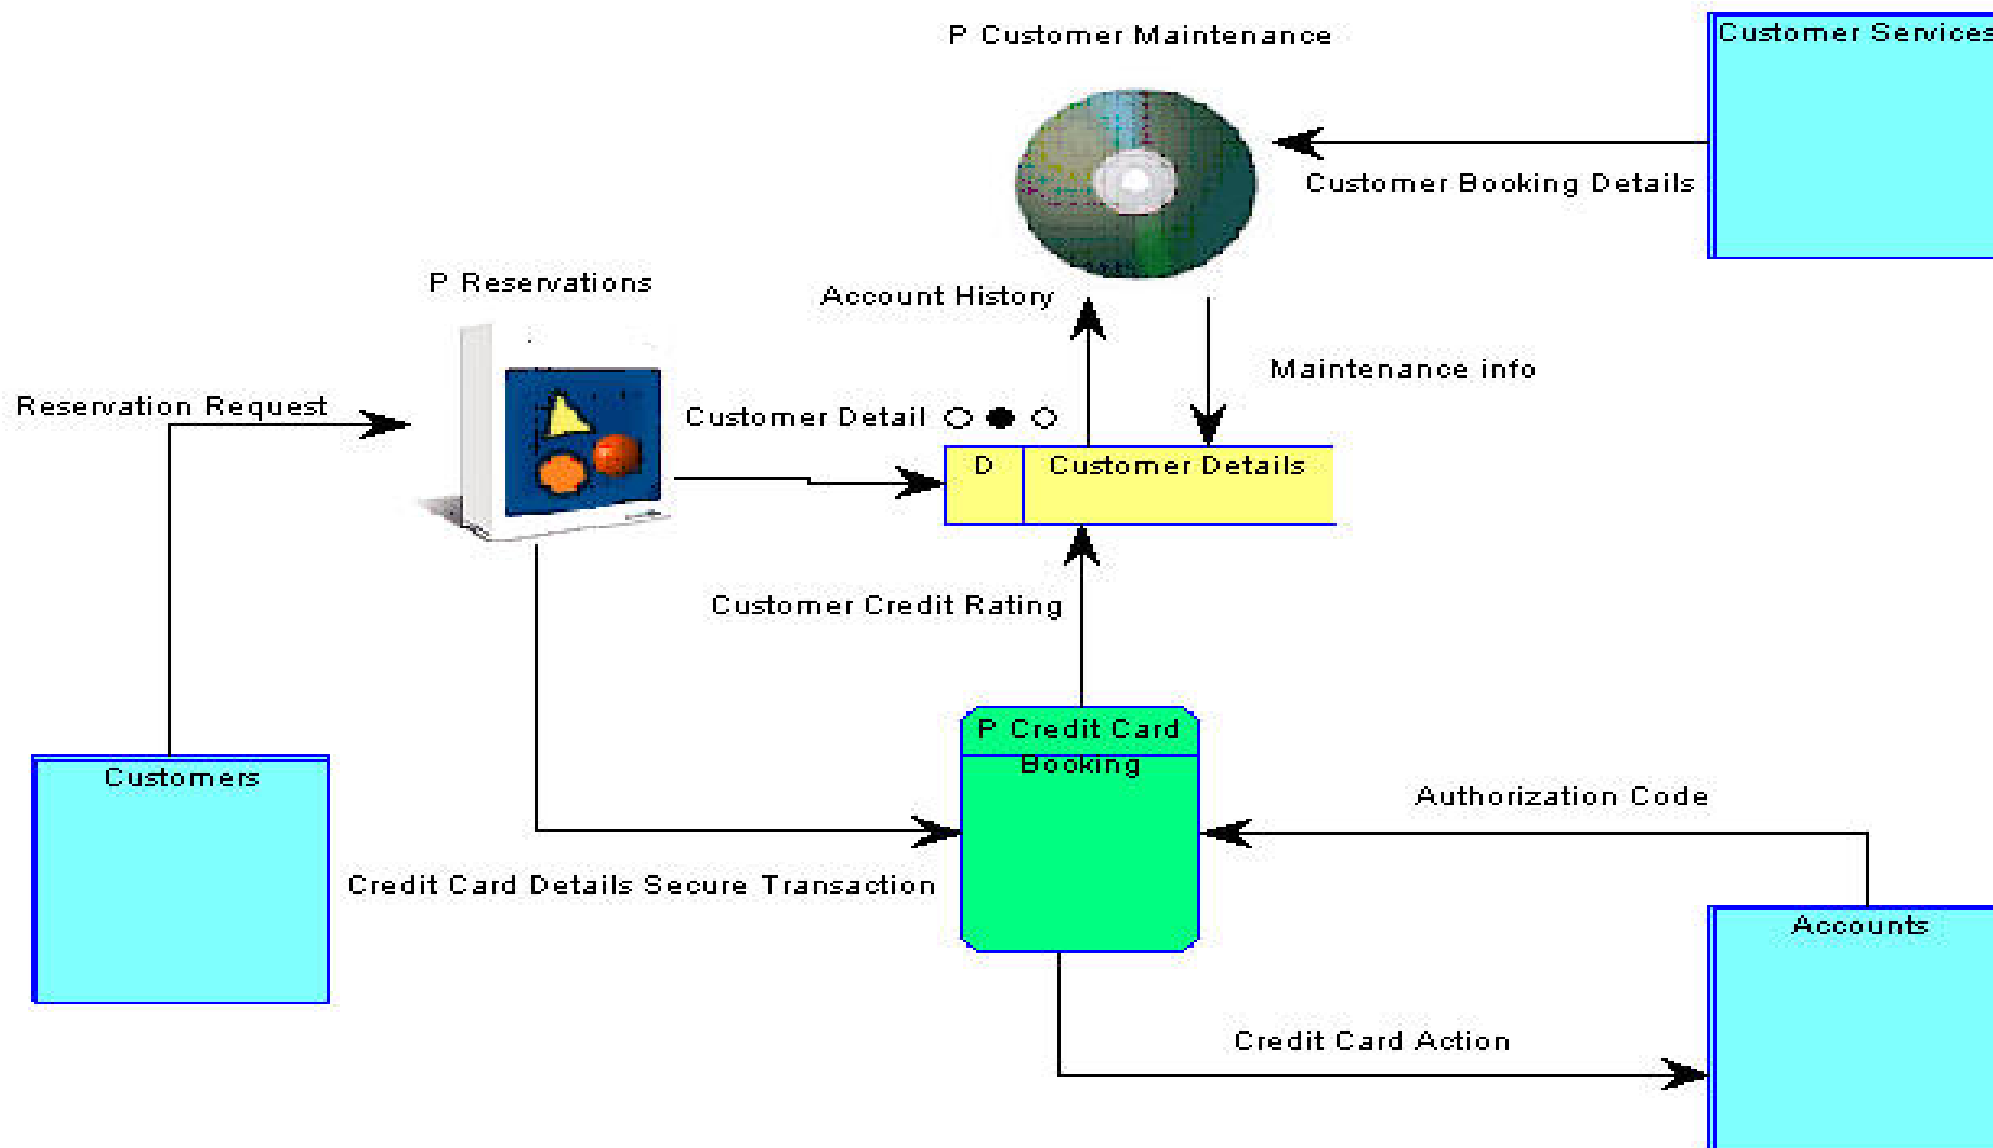 P Customer Maintenance
Customer Services
Customer Booking Details
P Reservations
Account History
Maintenance info
Reservation Request
Customer Detail
D
Customer Details
Customer Credit Rating
P Credit Card
Booking
Customers
Authorization Code
Credit Card Details Secure Transaction
Accounts
Credit Card Action